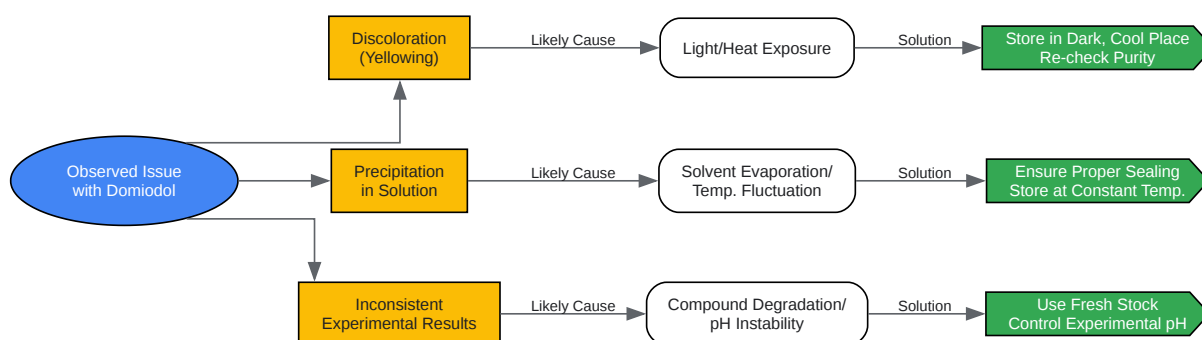 Observed Issue
with Domiodol
Discoloration
(Yellowing)
Likely Cause
Light/Heat Exposure
Solution
Store in Dark, Cool Place
Re-check Purity
Precipitation
in Solution
Likely Cause
Solvent Evaporation/
Temp. Fluctuation
Solution
Ensure Proper Sealing
Store at Constant Temp.
Inconsistent
Experimental Results
Likely Cause
Compound Degradation/
pH Instability
Solution
Use Fresh Stock
Control Experimental pH